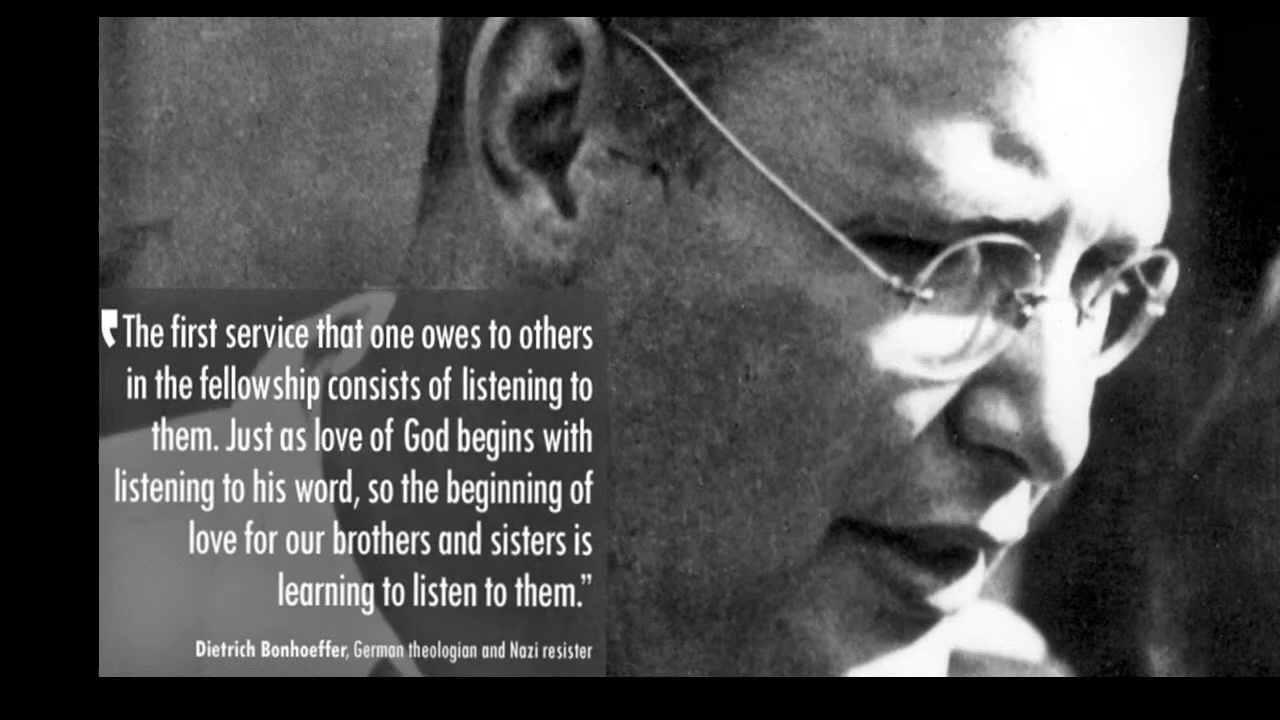 ‛The first service that one owes to others
in the fellowship consists of listening to
them. Just as love of God begins with
listening to his word, so the beginning of
love for our brothers and sisters is
learning to listen to them.”
Dietrich Bonhoeffer, German theologian and Nazi resister